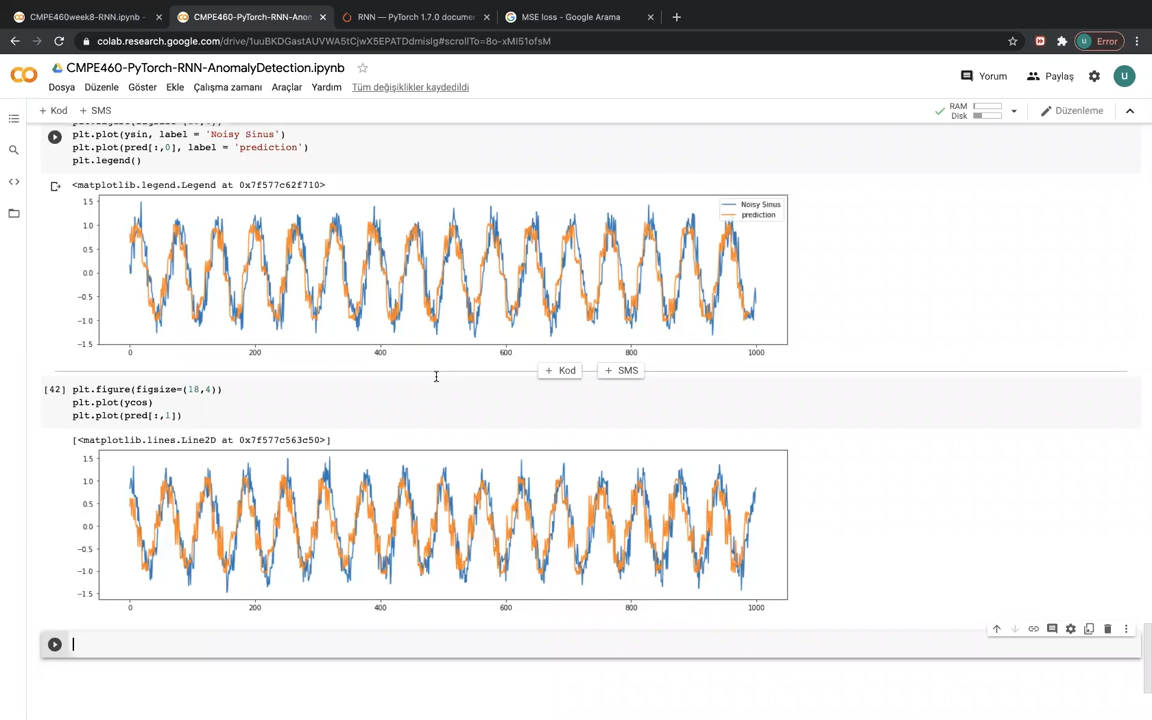 CMPE460week8-RNN.ipynb -
CMPE460-PyTorch-RNN-Anon
RNN — PyTorch 1.7.0 documen
MSE loss - Google Arama
colab.research.google.com/drive/1uuBKDGastAUVWA5tCjwX5EPATDdmislg#scrollTo=8o-xMI51ofsM
u Error
CO CMPE460-PyTorch-RNN-AnomalyDetection.ipynb
Yorum Paylaş u
Dosya Düzenle Göster Ekle Çalışma zamanı Araçlar Yardım Tüm değişiklikler kaydedildi
+ Kod + SMS
RAM
Disk
Düzenleme
plt.plot(ysin, label = 'Noisy Sinus')
plt.plot(pred[:,0], label = 'prediction')
plt.legend()
<matplotlib.legend.Legend at 0x7f577c62f710>
Noisy Sinus
prediction
1.5
1.0
0.5
0.0
−0.5
−1.0
−1.5
0 200 400 600 800 1000
+ Kod + SMS
[42] plt.figure(figsize=(18,4))
plt.plot(ycos)
plt.plot(pred[:,1])
[<matplotlib.lines.Line2D at 0x7f577c563c50>]
1.5
1.0
0.5
0.0
−0.5
−1.0
−1.5
0 200 400 600 800 1000